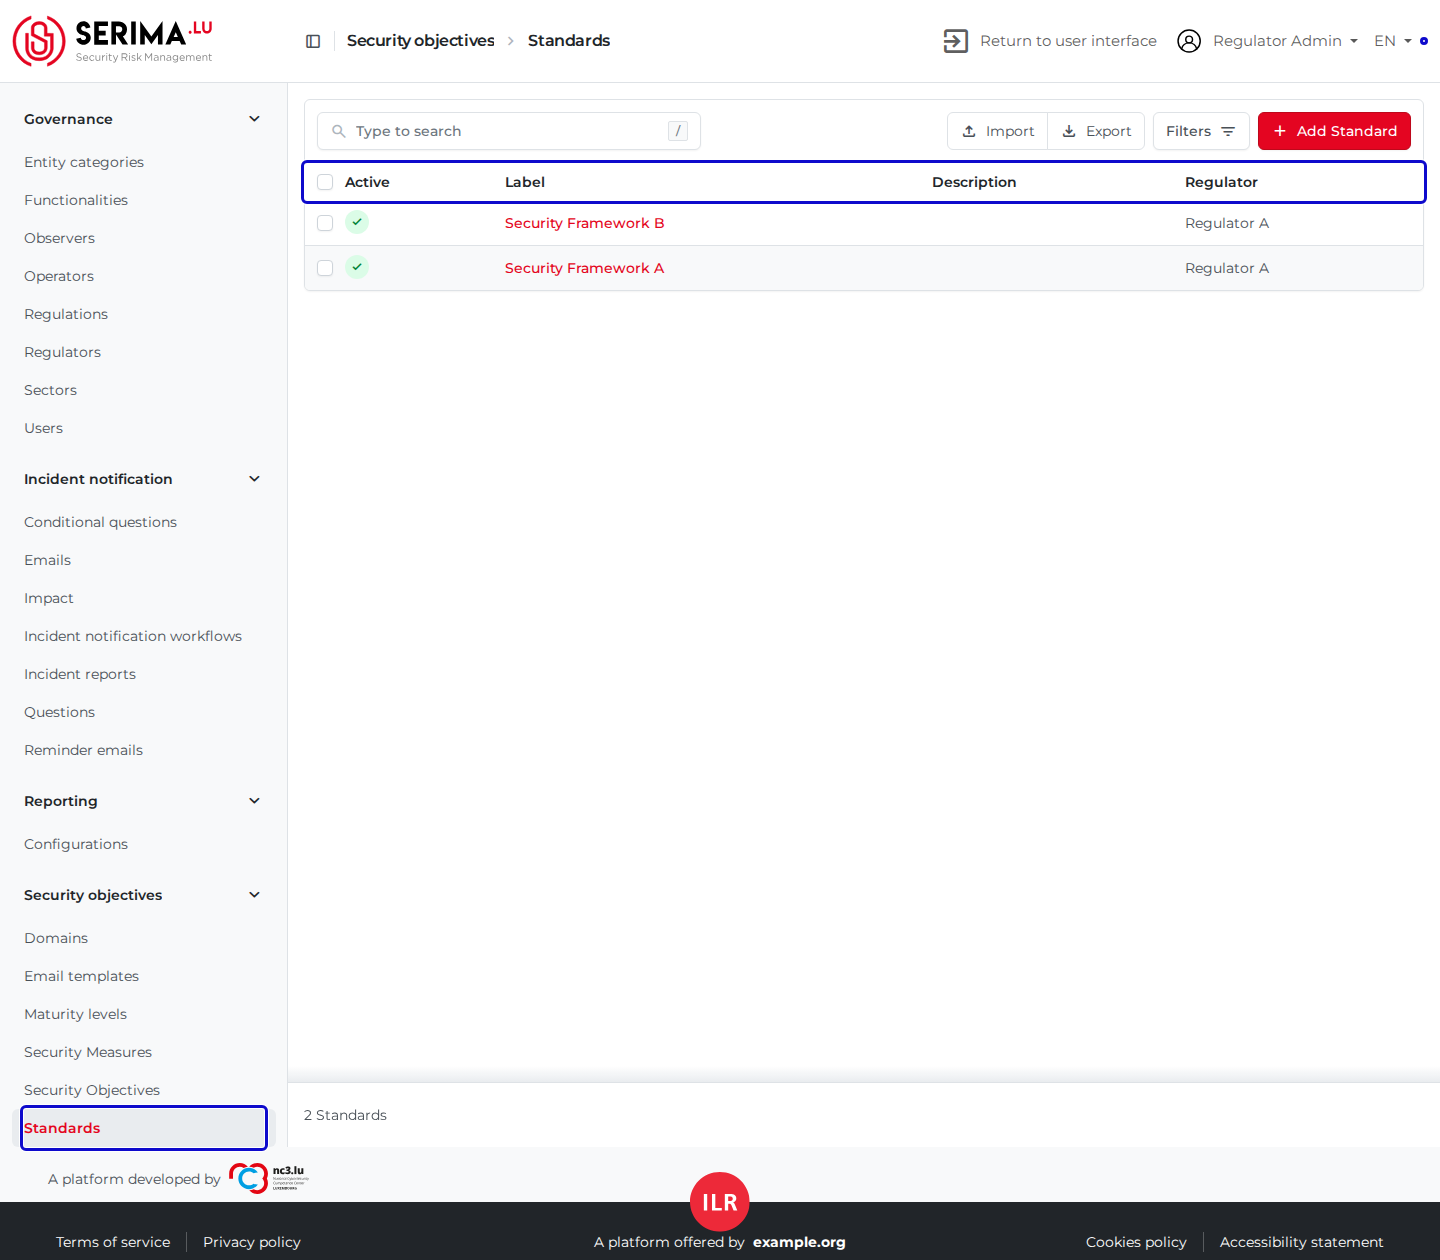 SERIMA.LU
Security Risk Management
Security objectives > Standards
Return to user interface
Regulator Admin
EN
Governance
Entity categories
Functionalities
Observers
Operators
Regulations
Regulators
Sectors
Users
Incident notification
Conditional questions
Emails
Impact
Incident notification workflows
Incident reports
Questions
Reminder emails
Reporting
Configurations
Security objectives
Domains
Email templates
Maturity levels
Security Measures
Security Objectives
Standards
Type to search /
Import
Export
Filters
Add Standard
Active Label Description Regulator
Security Framework B Regulator A
Security Framework A Regulator A
2 Standards
A platform developed by
nc3.lu
LUXEMBOURG
ILR
Terms of service
Privacy policy
A platform offered by example.org
Cookies policy
Accessibility statement